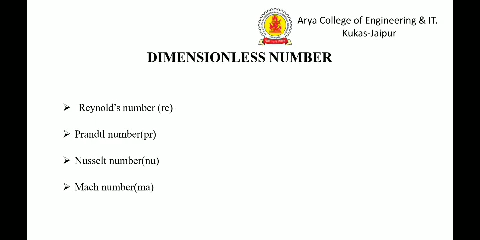 Arya College of Engineering & IT.
Kukas-Jaipur
DIMENSIONLESS NUMBER
➢ Reynold's number (re)
➢ Prandtl number(pr)
➢ Nusselt number(nu)
➢ Mach number(ma)